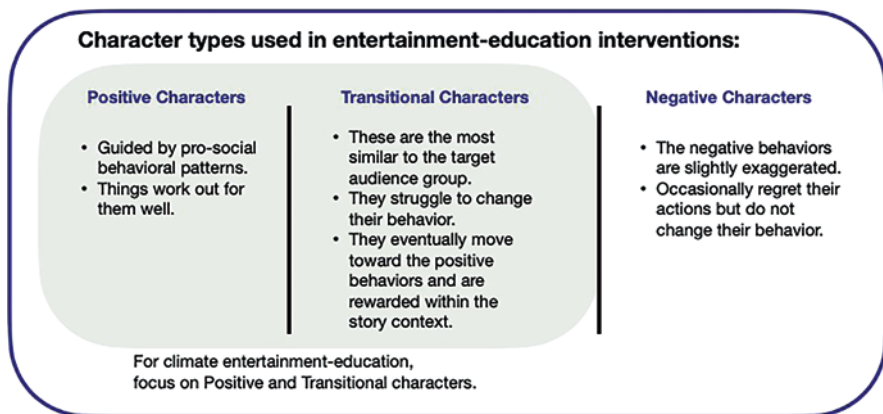 Character types used in entertainment-education interventions:
Positive Characters
• Guided by pro-social
behavioral patterns.
• Things work out for
them well.
Transitional Characters
• These are the most
similar to the target
audience group.
• They struggle to change
their behavior.
• They eventually move
toward the positive
behaviors and are
rewarded within the
story context.
Negative Characters
• The negative behaviors
are slightly exaggerated.
• Occasionally regret their
actions but do not
change their behavior.
For climate entertainment-education,
focus on Positive and Transitional characters.